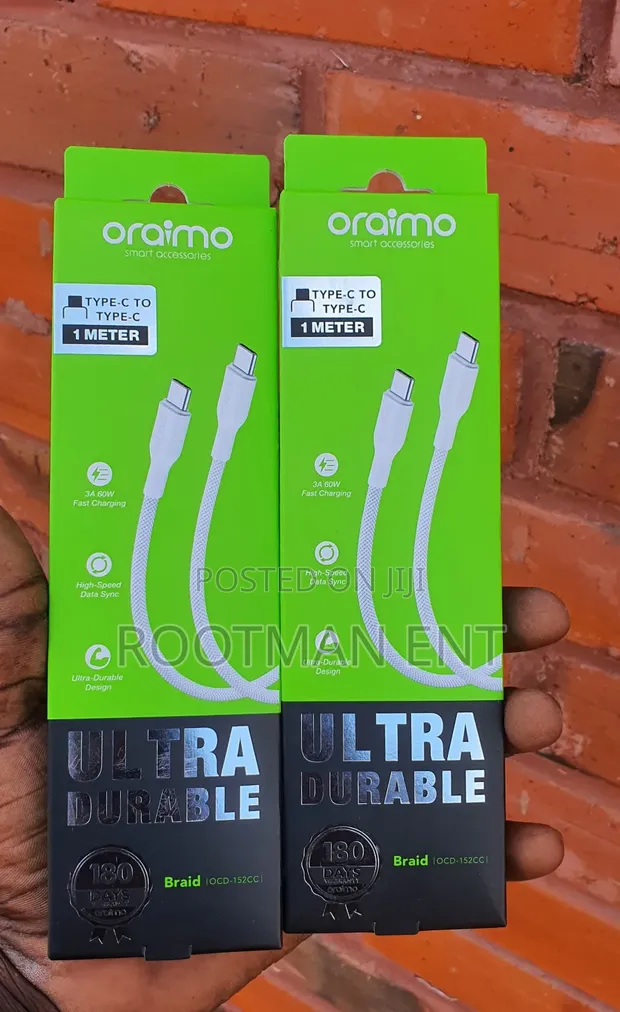 oraimo
smart accessories
TYPE-C TO
TYPE-C
1 METER
3A 60W
Fast Charging
High-Speed
Data Sync
Ultra-Durable
Design
ULTRA
DURABLE
180
DAYS
WARRANTY
oraimo
Braid |OCD-152CC|
oraimo
smart accessories
TYPE-C TO
TYPE-C
1 METER
3A 60W
Fast Charging
High-Speed
Data Sync
Ultra-Durable
Design
ULTRA
DURABLE
180
DAYS
WARRANTY
oraimo
Braid |OCD-152CC|
POSTED ON JIJI
ROOTMAN ENT